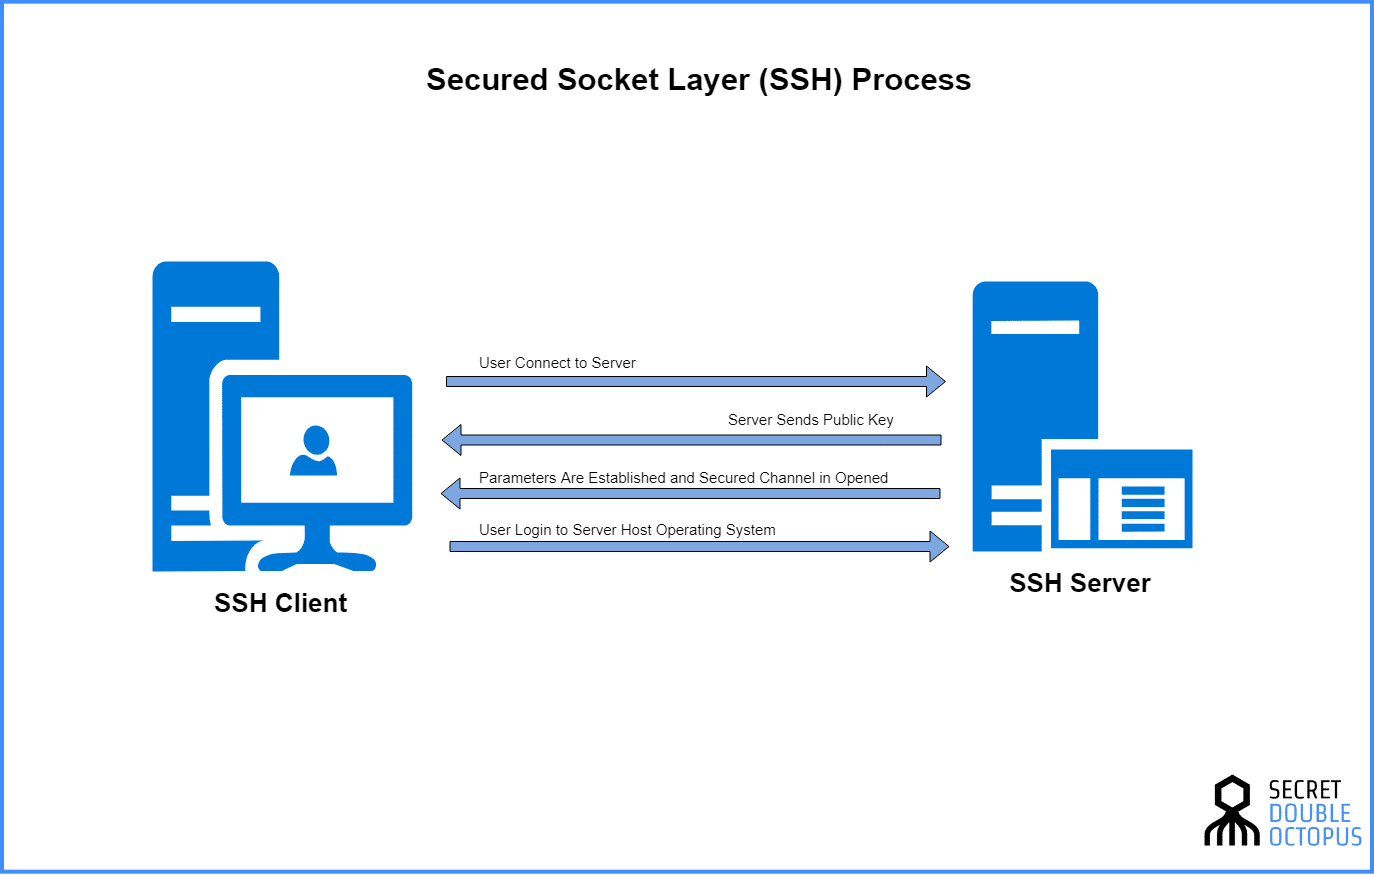 Secured Socket Layer (SSH) Process
User Connect to Server
Server Sends Public Key
Parameters Are Established and Secured Channel in Opened
User Login to Server Host Operating System
SSH Client
SSH Server
SECRET
DOUBLE
OCTOPUS